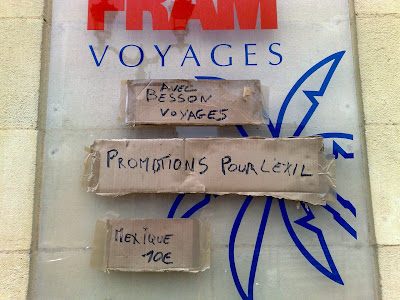 FRAM
VOYAGES
AVEC
BESSON
VOYAGES
PROMOTIONS POUR L'EXIL
MEXIQUE
10€